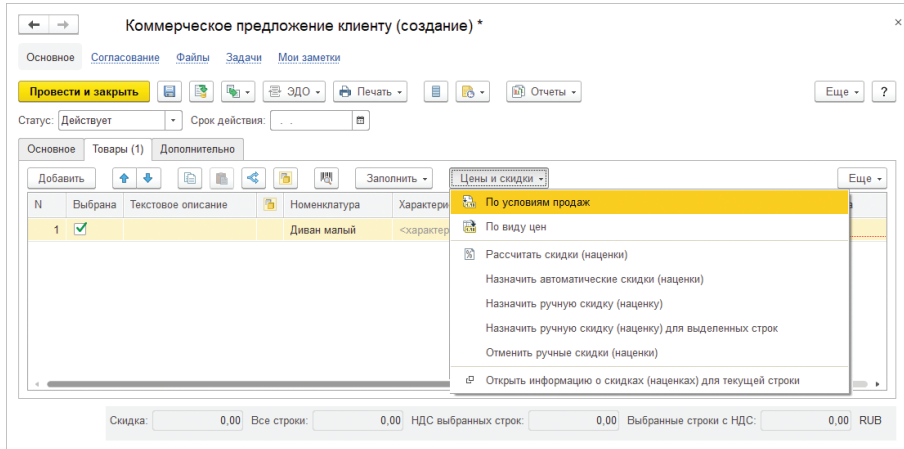 Коммерческое предложение клиенту (создание) *
Основное Согласование Файлы Задачи Мои заметки
Провести и закрыть ЭДО Печать Отчеты Еще ?
Статус: Действует Срок действия: . .
Основное Товары (1) Дополнительно
Добавить Заполнить Цены и скидки Еще
N Выбрана Текстовое описание Номенклатура
1 Диван малый
По условиям продаж
По виду цен
Рассчитать скидки (наценки)
Назначить автоматические скидки (наценки)
Назначить ручную скидку (наценку)
Назначить ручную скидку (наценку) для выделенных строк
Отменить ручные скидки (наценки)
Открыть информацию о скидках (наценках) для текущей строки
Скидка: 0,00 Все строки: 0,00 НДС выбранных строк: 0,00 Выбранные строки с НДС: 0,00 RUB